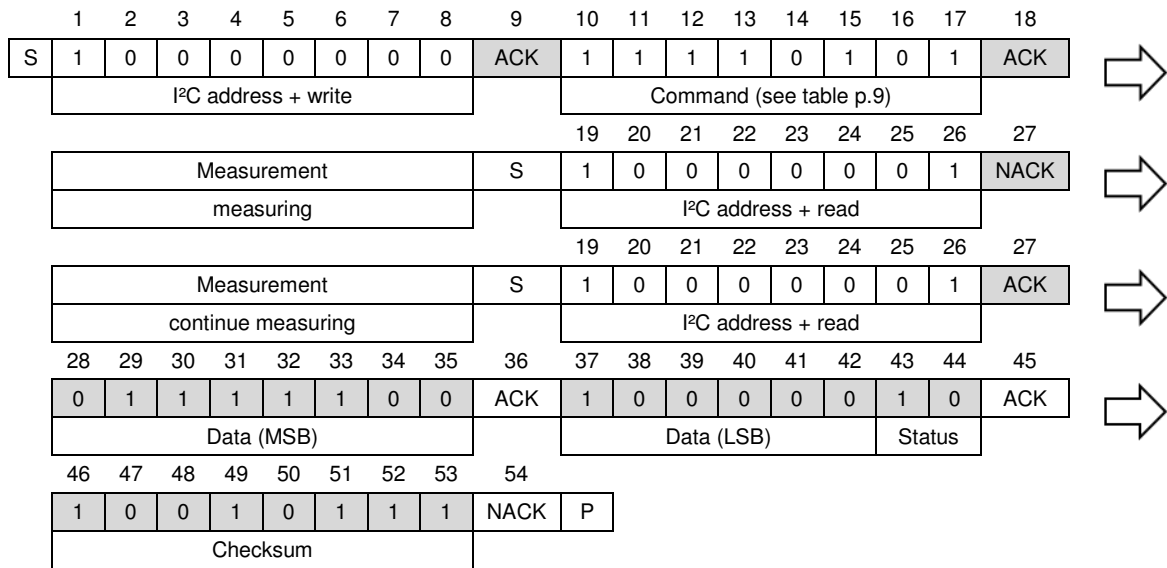 1 2 3 4 5 6 7 8 9 10 11 12 13 14 15 16 17 18
S 1 0 0 0 0 0 0 0 ACK 1 1 1 1 0 1 0 1 ACK
I²C address + write Command (see table p.9)
19 20 21 22 23 24 25 26 27
Measurement S 1 0 0 0 0 0 0 1 NACK
measuring I²C address + read
19 20 21 22 23 24 25 26 27
Measurement S 1 0 0 0 0 0 0 1 ACK
continue measuring I²C address + read
28 29 30 31 32 33 34 35 36 37 38 39 40 41 42 43 44 45
0 1 1 1 1 1 0 0 ACK 1 0 0 0 0 0 1 0 ACK
Data (MSB) Data (LSB) Status
46 47 48 49 50 51 52 53 54
1 0 0 1 0 1 1 1 NACK P
Checksum